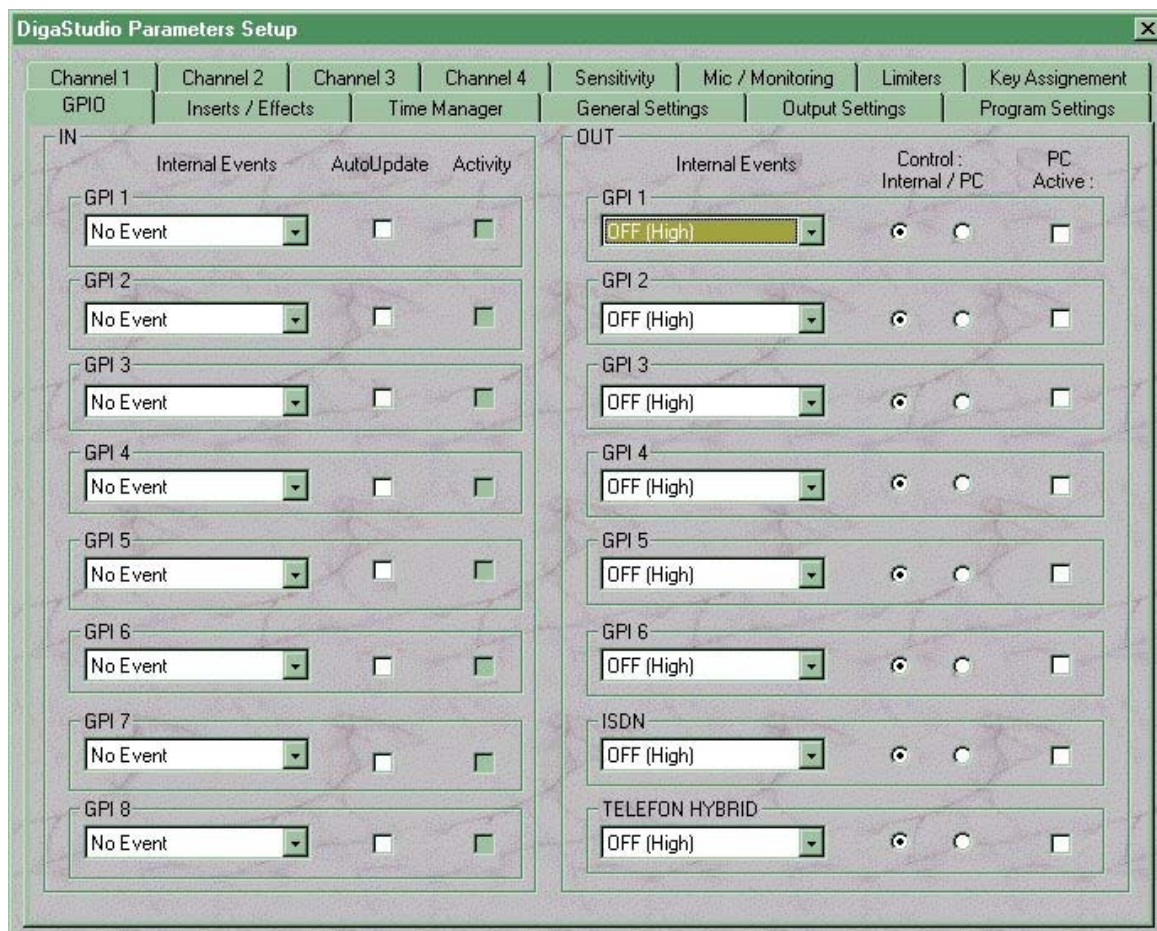 DigaStudio Parameters Setup
Channel 1 Channel 2 Channel 3 Channel 4 Sensitivity Mic / Monitoring Limiters Key Assignement
GPIO Inserts / Effects Time Manager General Settings Output Settings Program Settings
IN
Internal Events AutoUpdate Activity
GPI 1
No Event
GPI 2
No Event
GPI 3
No Event
GPI 4
No Event
GPI 5
No Event
GPI 6
No Event
GPI 7
No Event
GPI 8
No Event
OUT
Internal Events Control : Internal / PC PC Active :
GPI 1
OFF (High)
GPI 2
OFF (High)
GPI 3
OFF (High)
GPI 4
OFF (High)
GPI 5
OFF (High)
GPI 6
OFF (High)
ISDN
OFF (High)
TELEFON HYBRID
OFF (High)